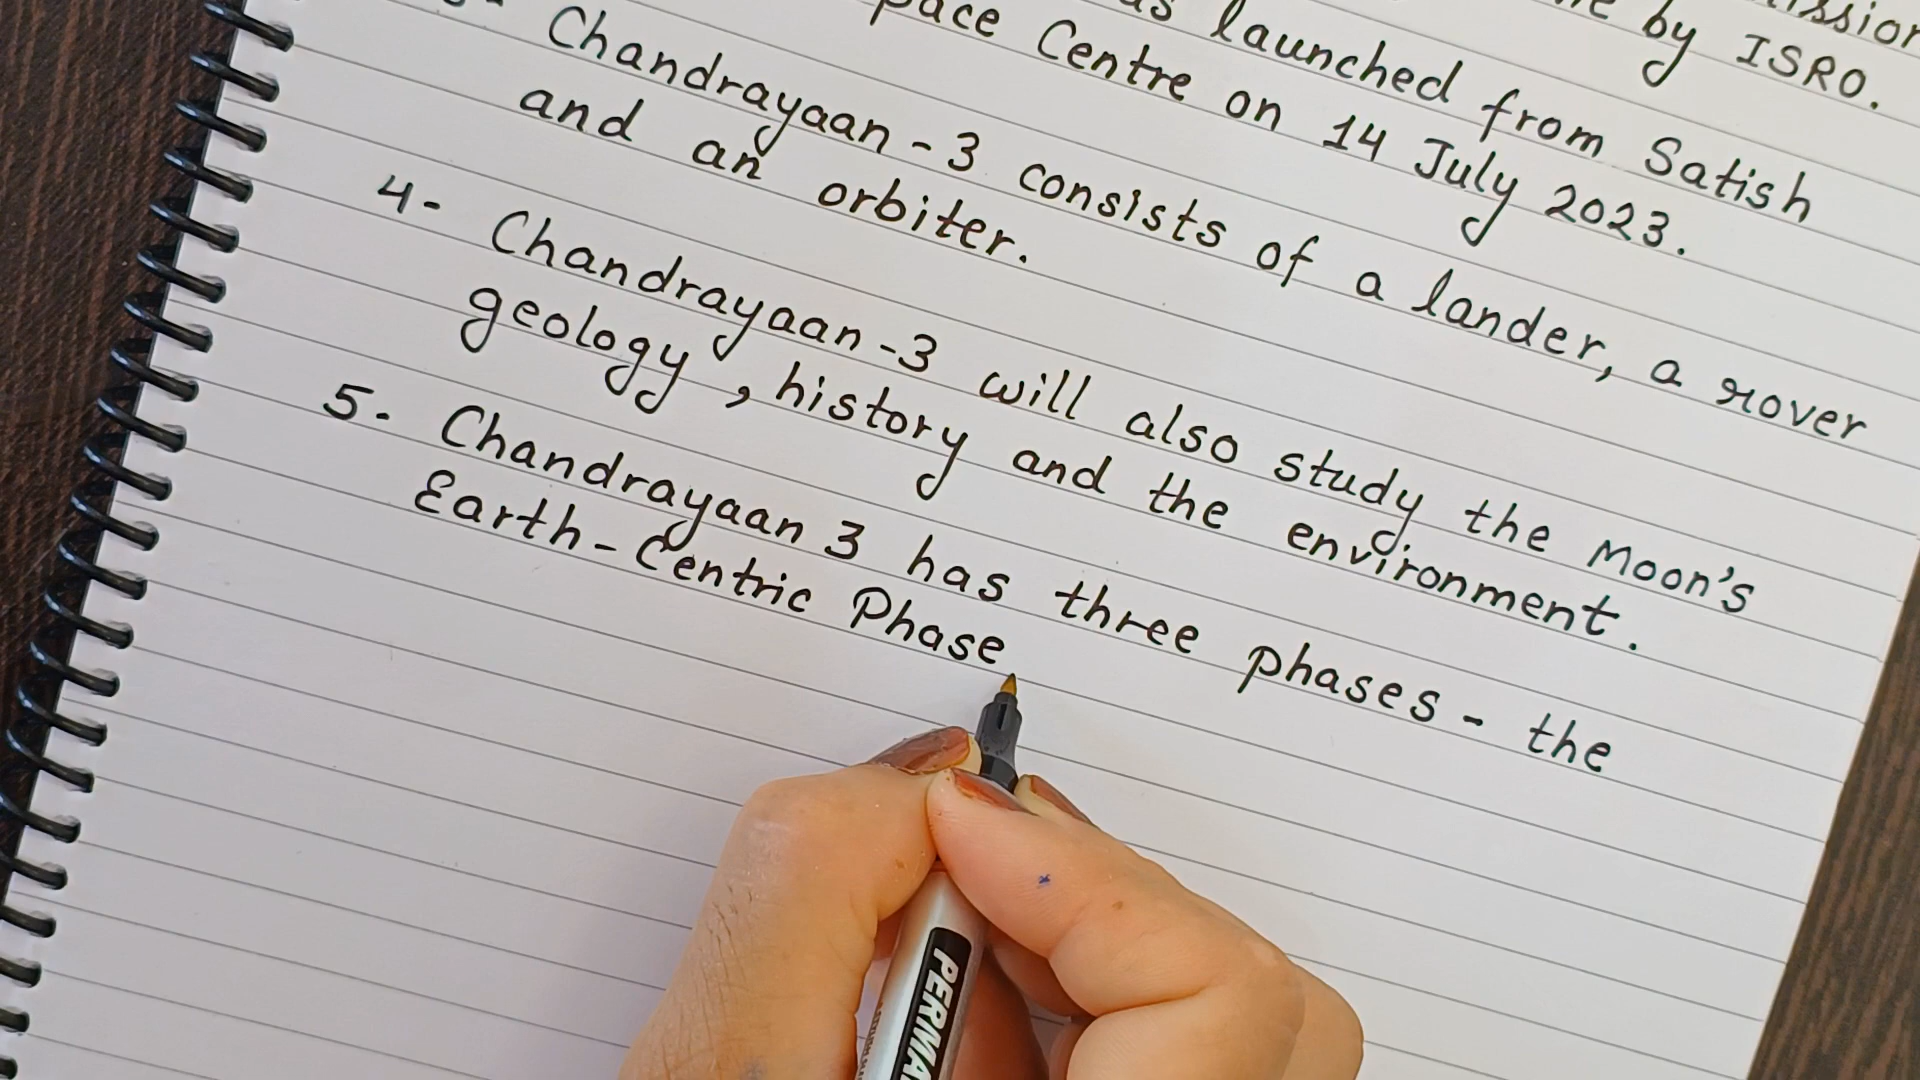 by ISRO.
launched from Satish
Centre on 14 July 2023.
Chandrayaan-3 consists of a lander, a rover
and an orbiter.
4- Chandrayaan-3 will also study the Moon's
geology, history and the environment.
5. Chandrayaan 3 has three phases - the
Earth-Centric Phase